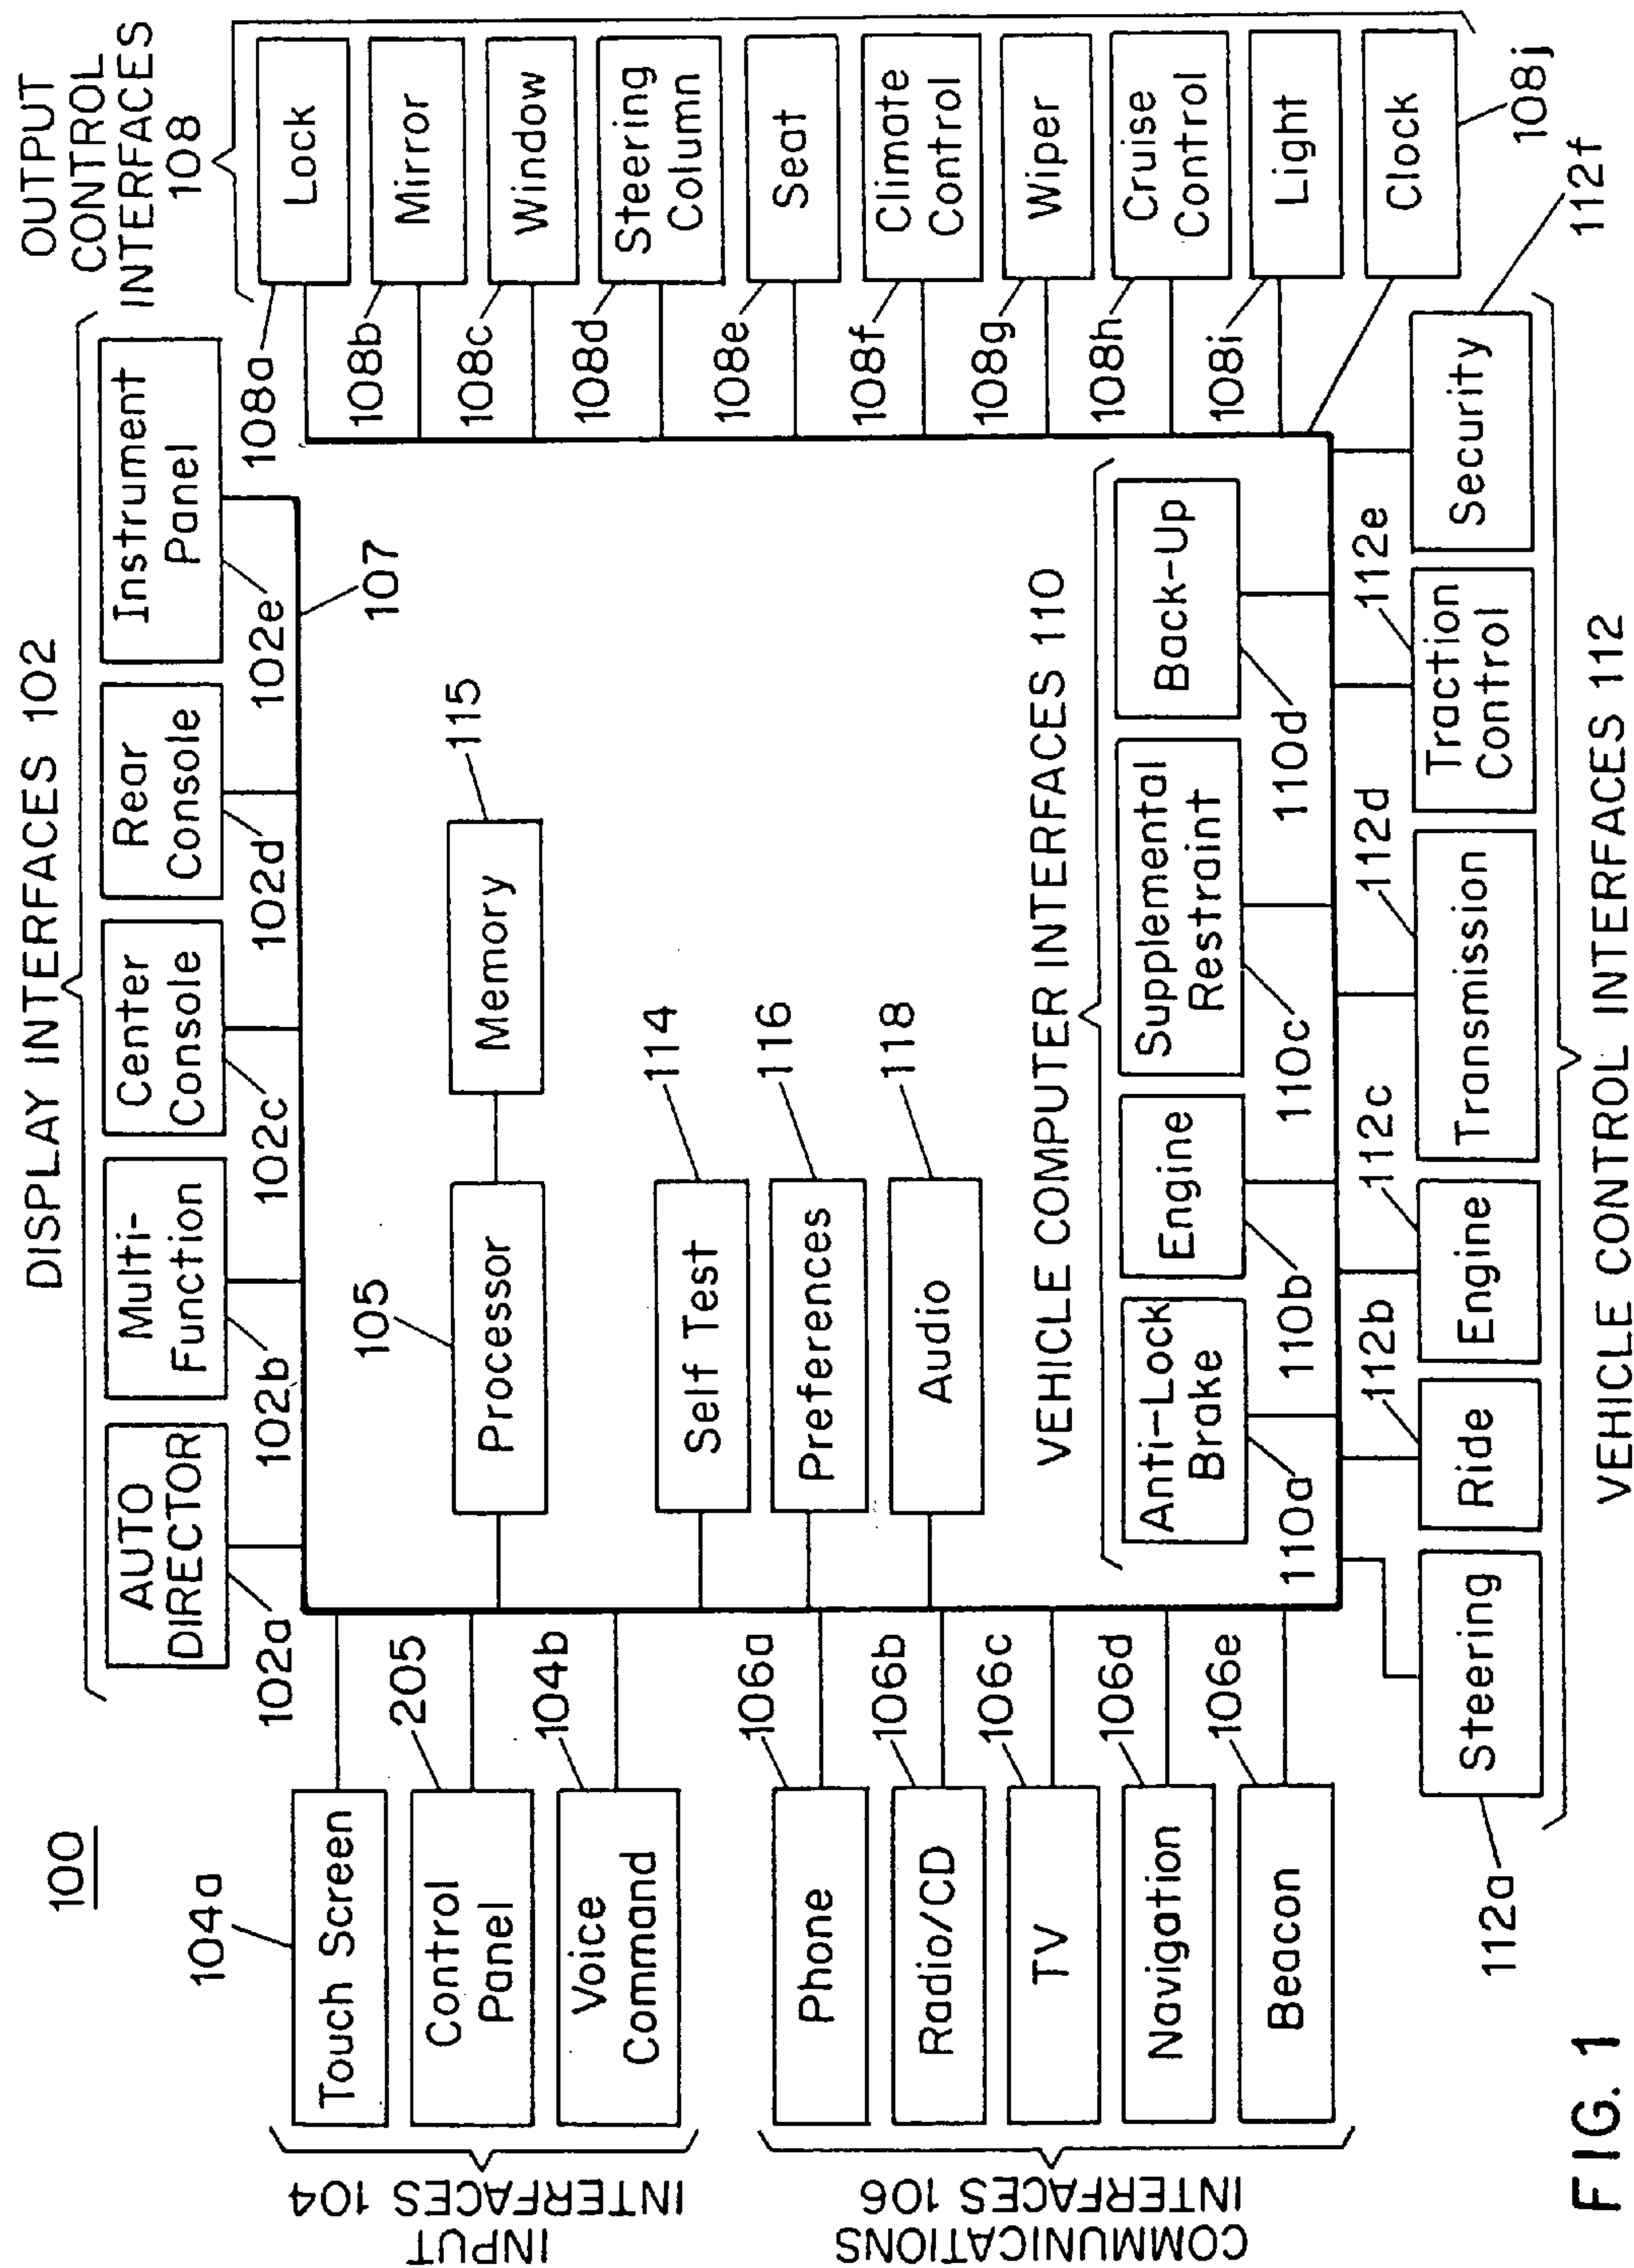 100
DISPLAY INTERFACES 102
AUTO
DIRECTOR
Multi-
Function
Center
Console
Rear
Console
Instrument
Panel
102a
102b
102c
102d
102e
107
OUTPUT
CONTROL
INTERFACES
108
Lock
108a
Mirror
108b
Window
108c
Steering
Column
108d
Seat
108e
Climate
Control
108f
Wiper
108g
Cruise
Control
108h
Light
108i
Clock
108j
INPUT
INTERFACES 104
104a
Touch Screen
205
Control
Panel
104b
Voice
Command
COMMUNICATIONS
INTERFACES 106
106a
Phone
106b
Radio/CD
106c
TV
106d
Navigation
106e
Beacon
105
Processor
Memory
115
Self Test
114
Preferences
116
Audio
118
VEHICLE COMPUTER INTERFACES 110
Anti-Lock
Brake
Engine
Supplemental
Restraint
Back-Up
110a
110b
110c
110d
112b
112c
112d
112e
112f
Steering
Ride
Engine
Transmission
Traction
Control
Security
112a
VEHICLE CONTROL INTERFACES 112
FIG. 1